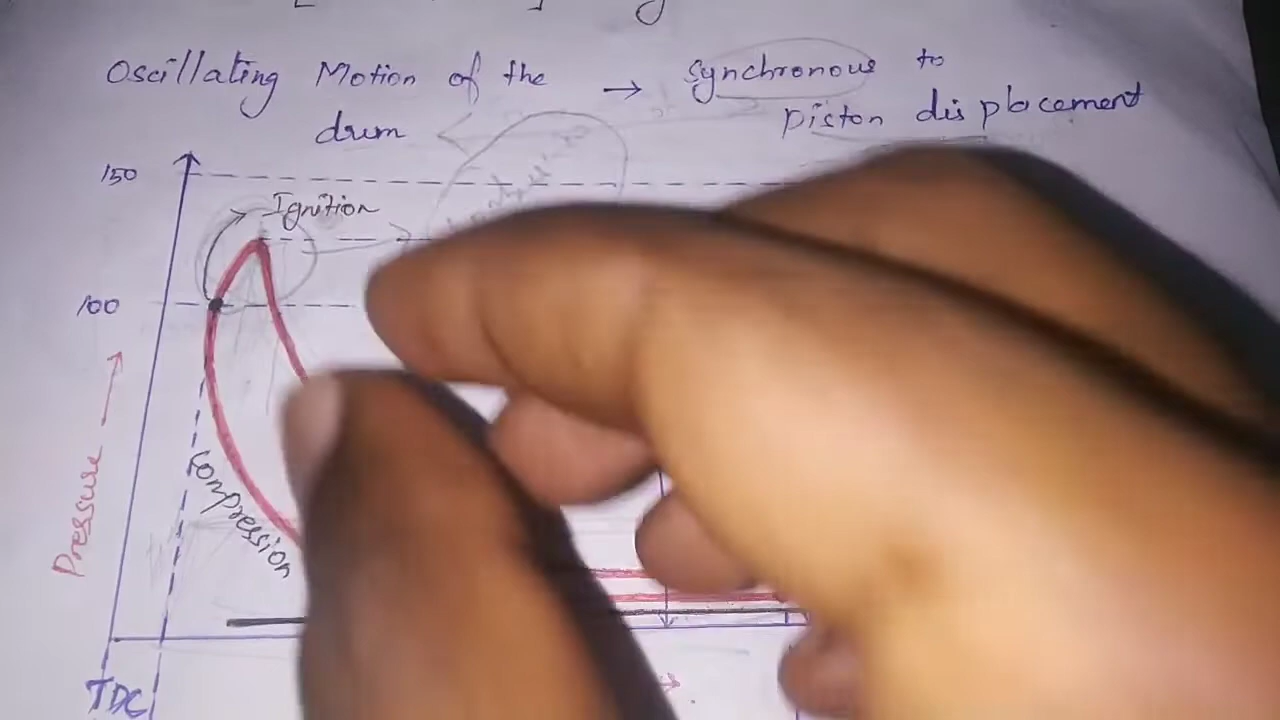 Oscillating Motion of the → Synchronous to
drum
piston displacement
150
Ignition
100
Pressure →
Compression
TDC